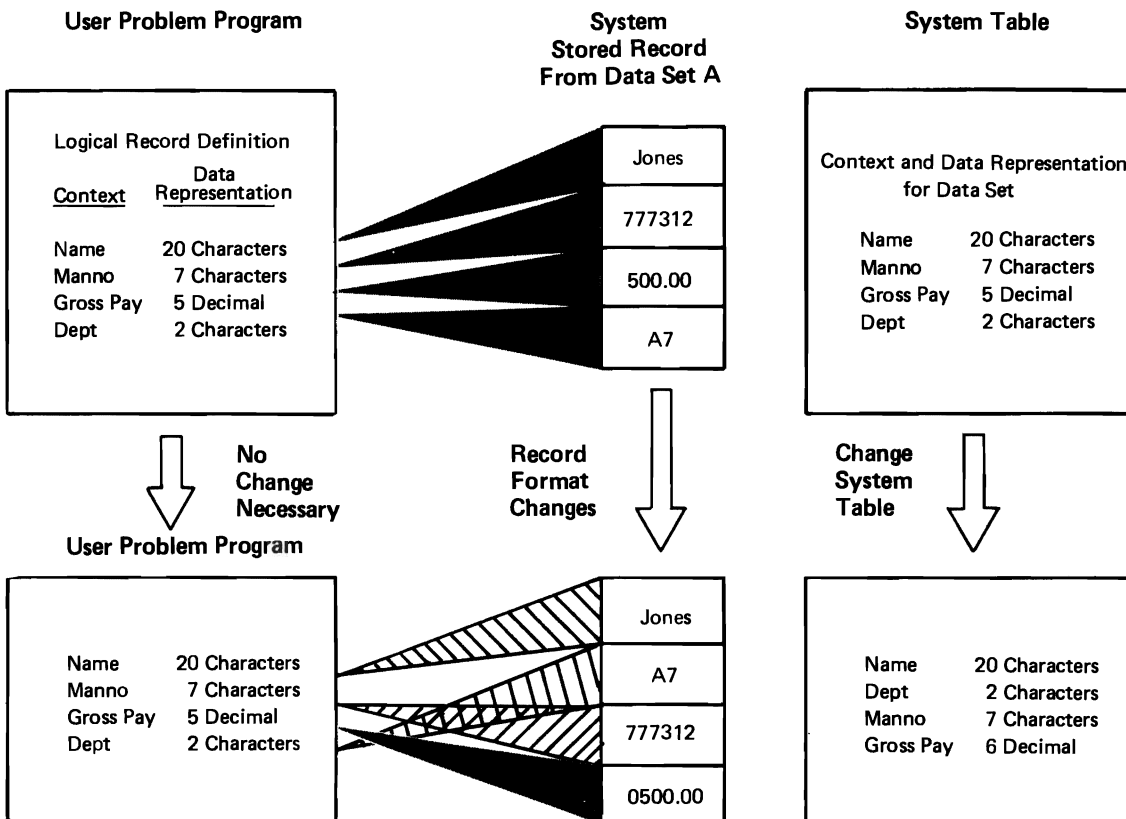 User Problem Program
System
Stored Record
From Data Set A
System Table
Logical Record Definition
Context
Data
Representation
Name 20 Characters
Manno 7 Characters
Gross Pay 5 Decimal
Dept 2 Characters
Jones
777312
500.00
A7
Context and Data Representation
for Data Set
Name 20 Characters
Manno 7 Characters
Gross Pay 5 Decimal
Dept 2 Characters
No
Change
Necessary
Record
Format
Changes
Change
System
Table
User Problem Program
Name 20 Characters
Manno 7 Characters
Gross Pay 5 Decimal
Dept 2 Characters
Jones
A7
777312
0500.00
Name 20 Characters
Dept 2 Characters
Manno 7 Characters
Gross Pay 6 Decimal